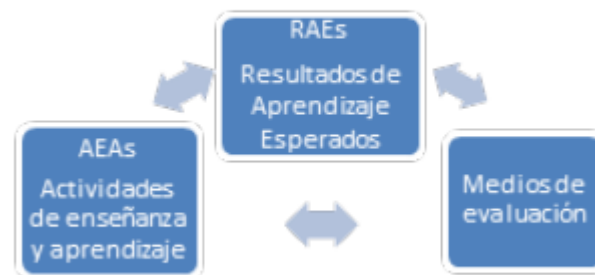 RAEs
Resultados de
Aprendizaje
Esperados
AEAs
Actividades
de enseñanza
y aprendizaje
Medios de
evaluación